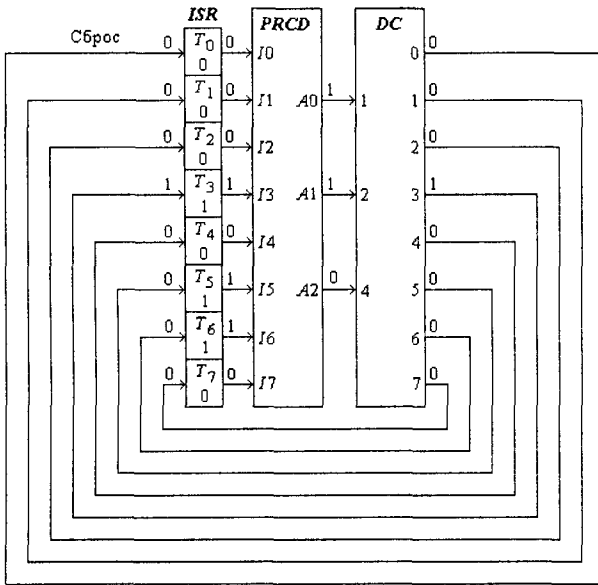 ISR PRCD DC
Сброс 0 T0 0 0 I0 0 0
0 T1 0 0 I1 A0 1 1 1 0
0 T2 0 0 I2 2 0
1 T3 1 1 I3 A1 1 2 3 1
0 T4 0 0 I4 4 0
0 T5 1 1 I5 A2 0 4 5 0
0 T6 1 1 I6 6 0
0 T7 0 0 I7 7 0